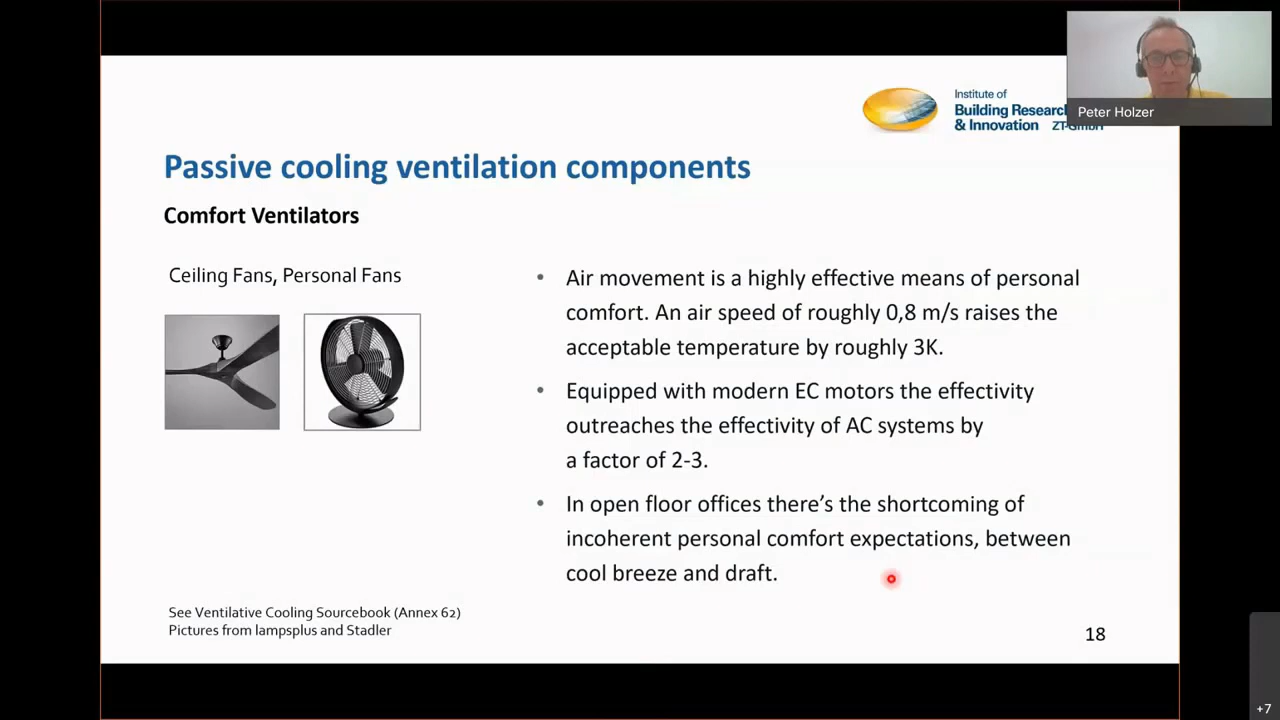 Institute of
Building Research
& Innovation ZT-GmbH
Peter Holzer
Passive cooling ventilation components
Comfort Ventilators
Ceiling Fans, Personal Fans
• Air movement is a highly effective means of personal
comfort. An air speed of roughly 0,8 m/s raises the
acceptable temperature by roughly 3K.
• Equipped with modern EC motors the effectivity
outreaches the effectivity of AC systems by
a factor of 2-3.
• In open floor offices there’s the shortcoming of
incoherent personal comfort expectations, between
cool breeze and draft.
See Ventilative Cooling Sourcebook (Annex 62)
Pictures from lampsplus and Stadler
18
+7